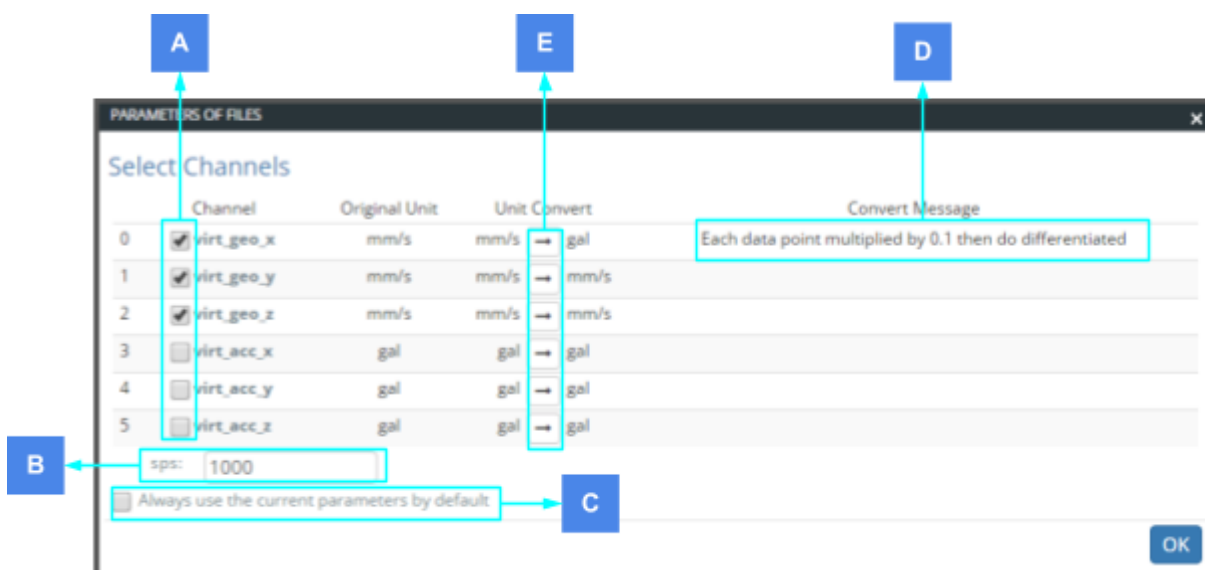 A E D
PARAMETERS OF FILES ×
Select Channels
Channel Original Unit Unit Convert Convert Message
0 virt_geo_x mm/s mm/s → gal Each data point multiplied by 0.1 then do differentiated
1 virt_geo_y mm/s mm/s → mm/s
2 virt_geo_z mm/s mm/s → mm/s
3 virt_acc_x gal gal → gal
4 virt_acc_y gal gal → gal
5 virt_acc_z gal gal → gal
B sps: 1000
Always use the current parameters by default C
OK